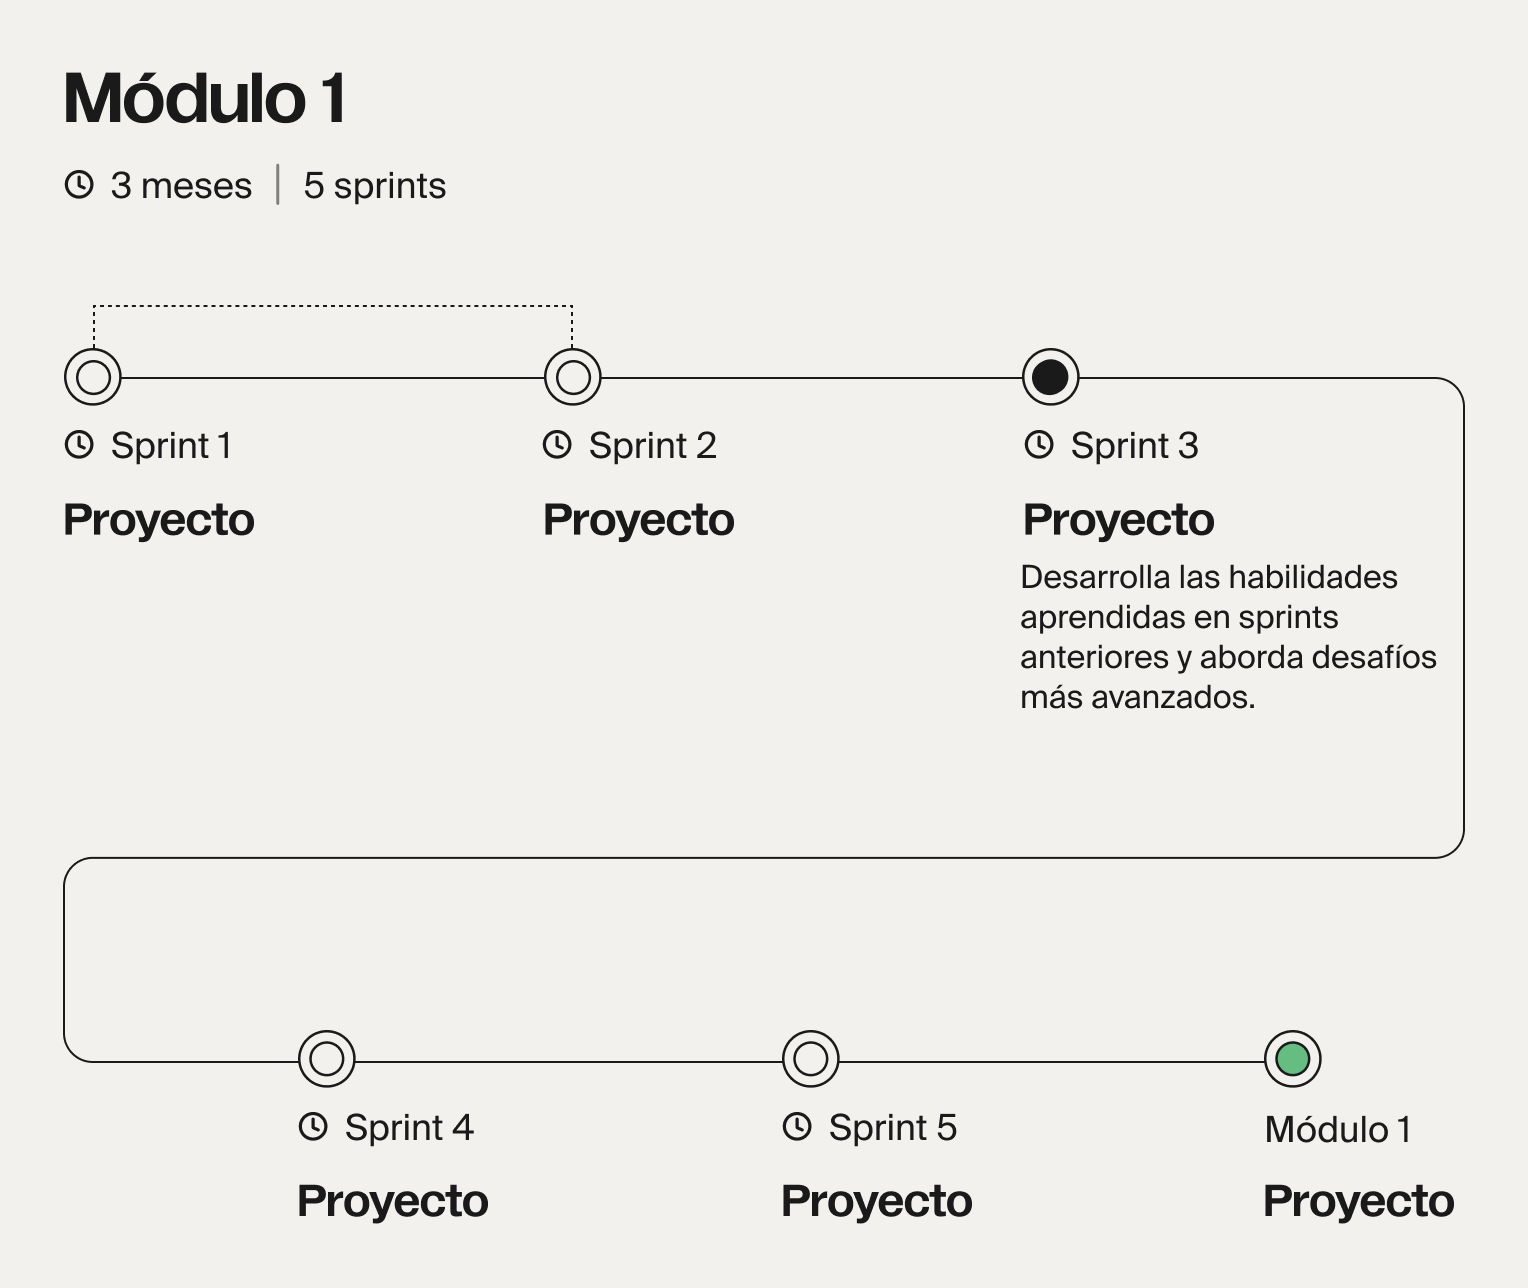 Módulo 1
3 meses | 5 sprints
Sprint 1
Proyecto
Sprint 2
Proyecto
Sprint 3
Proyecto
Desarrolla las habilidades
aprendidas en sprints
anteriores y aborda desafíos
más avanzados.
Sprint 4
Proyecto
Sprint 5
Proyecto
Módulo 1
Proyecto